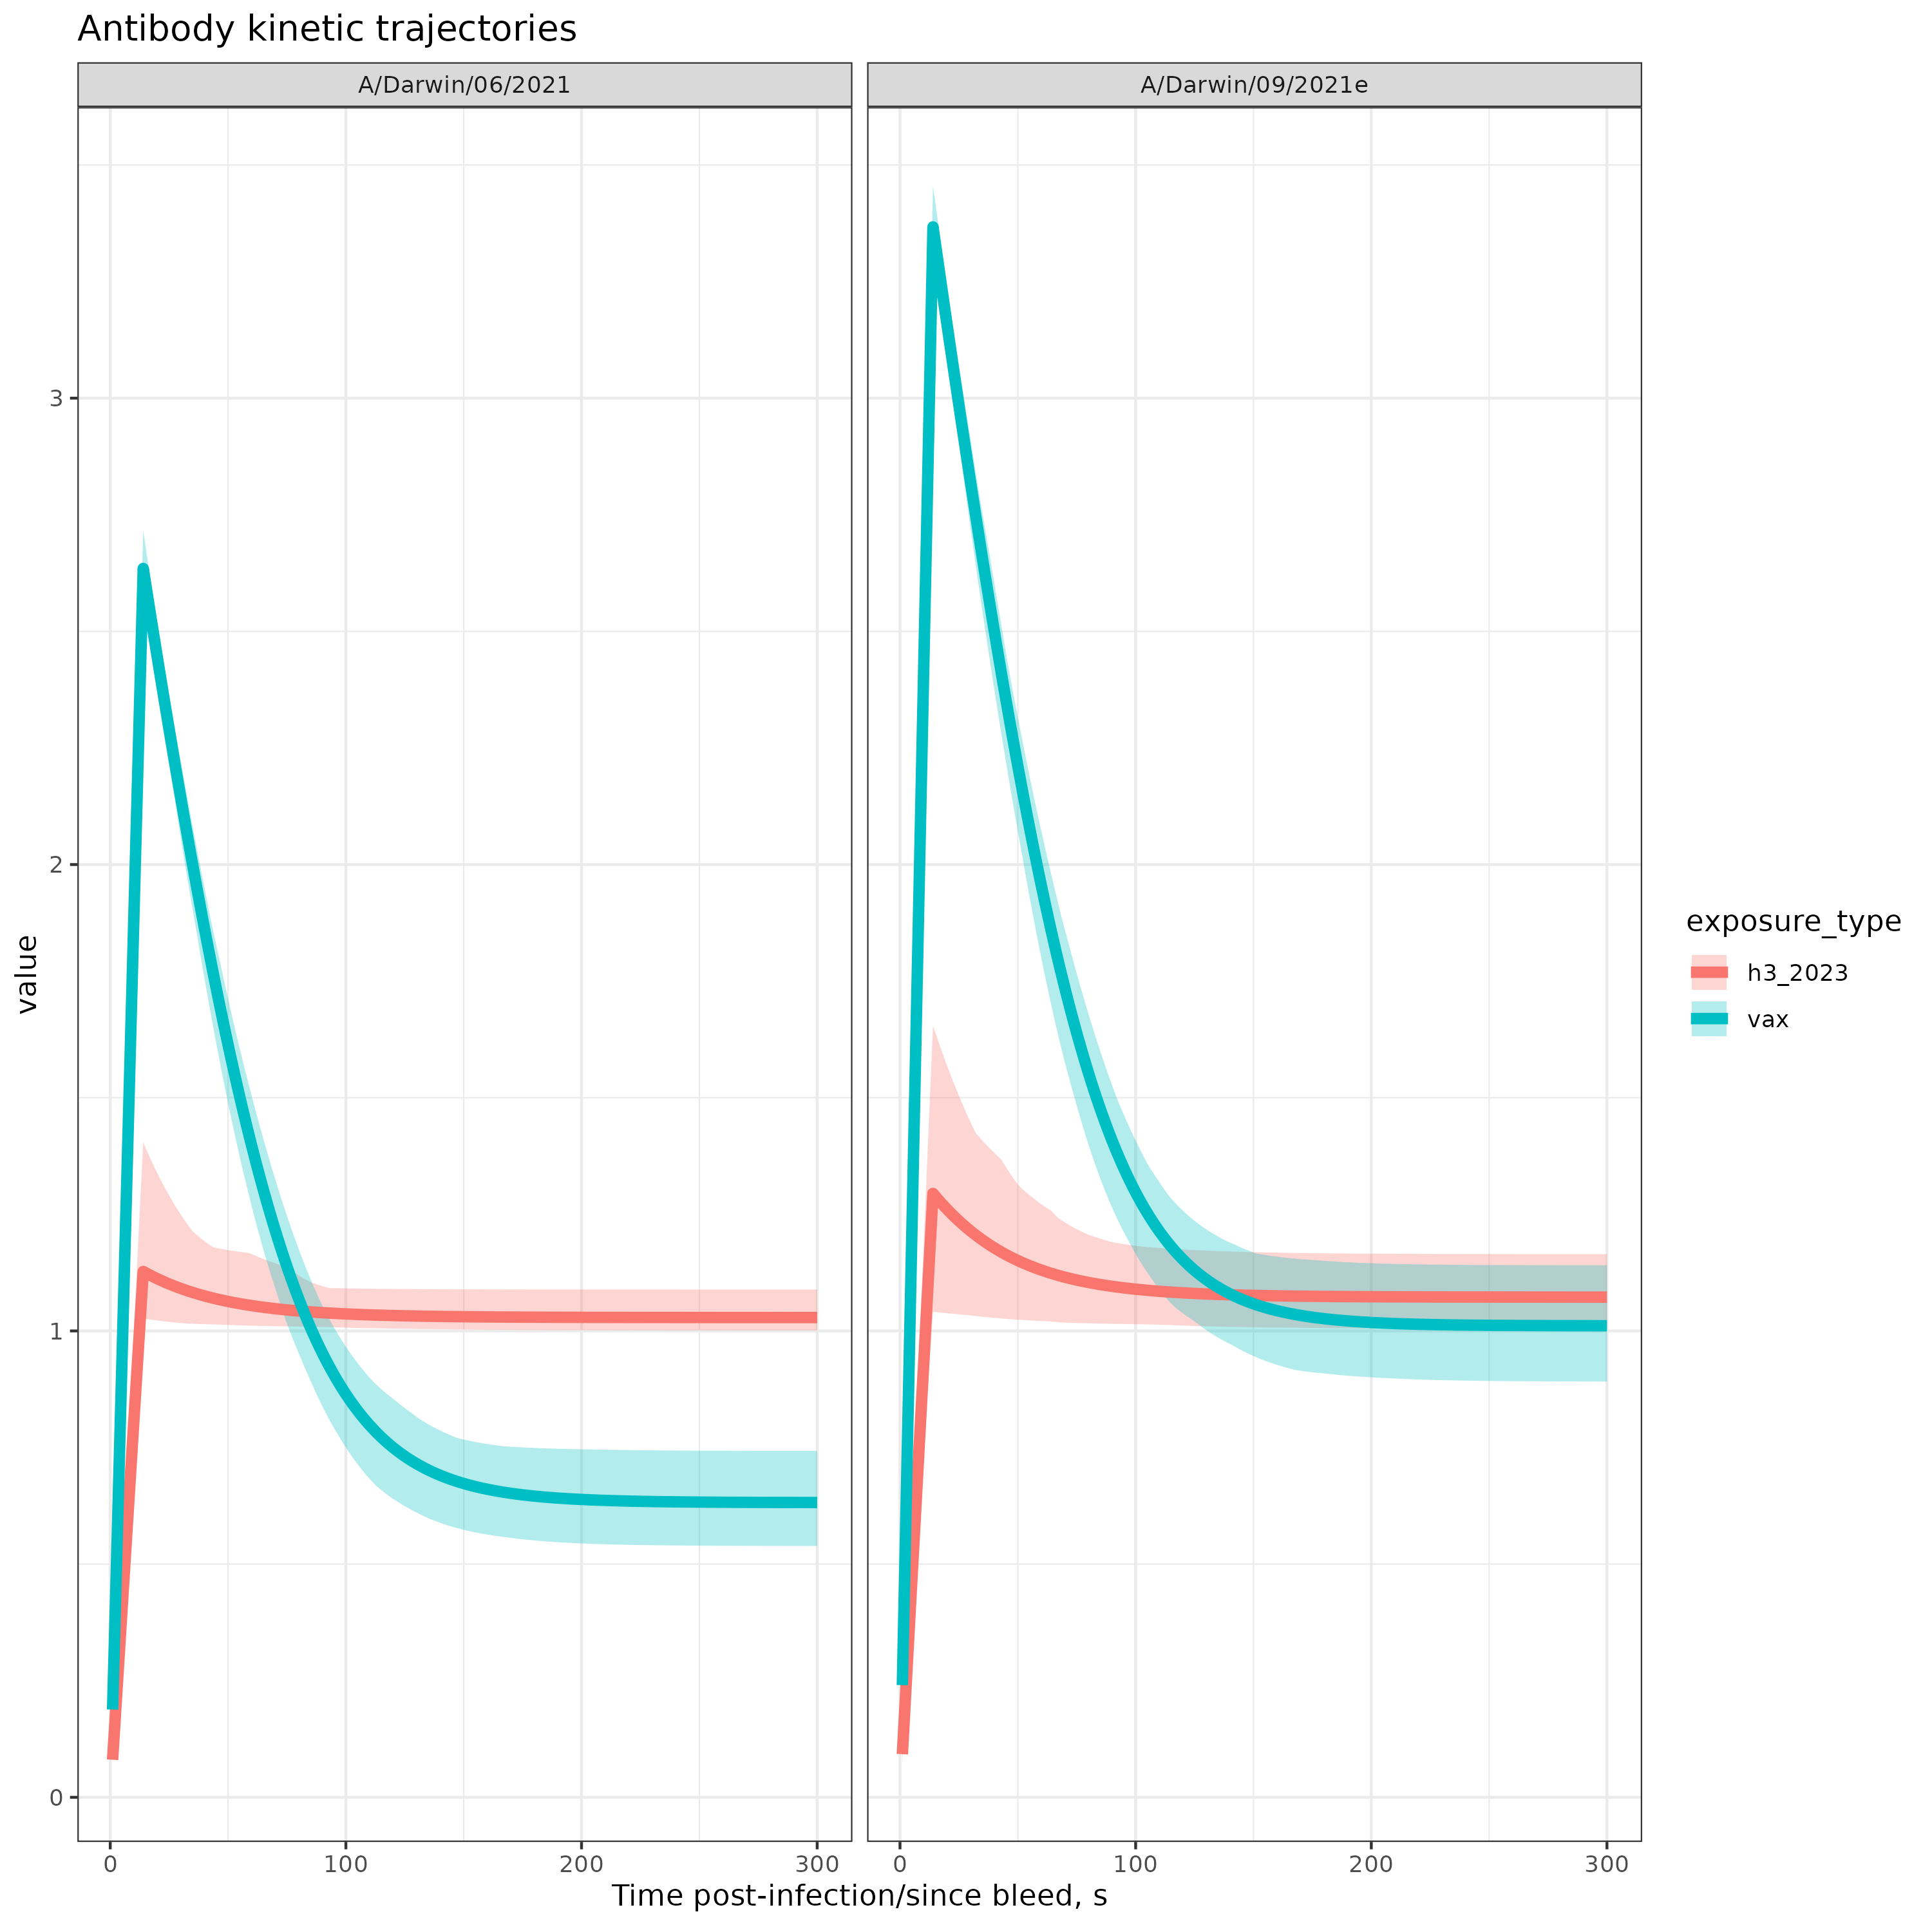 Antibody kinetic trajectories
A/Darwin/06/2021
A/Darwin/09/2021e
3
2
1
0
value
0
100
200
300
0
100
200
300
Time post-infection/since bleed, s
exposure_type
h3_2023
vax